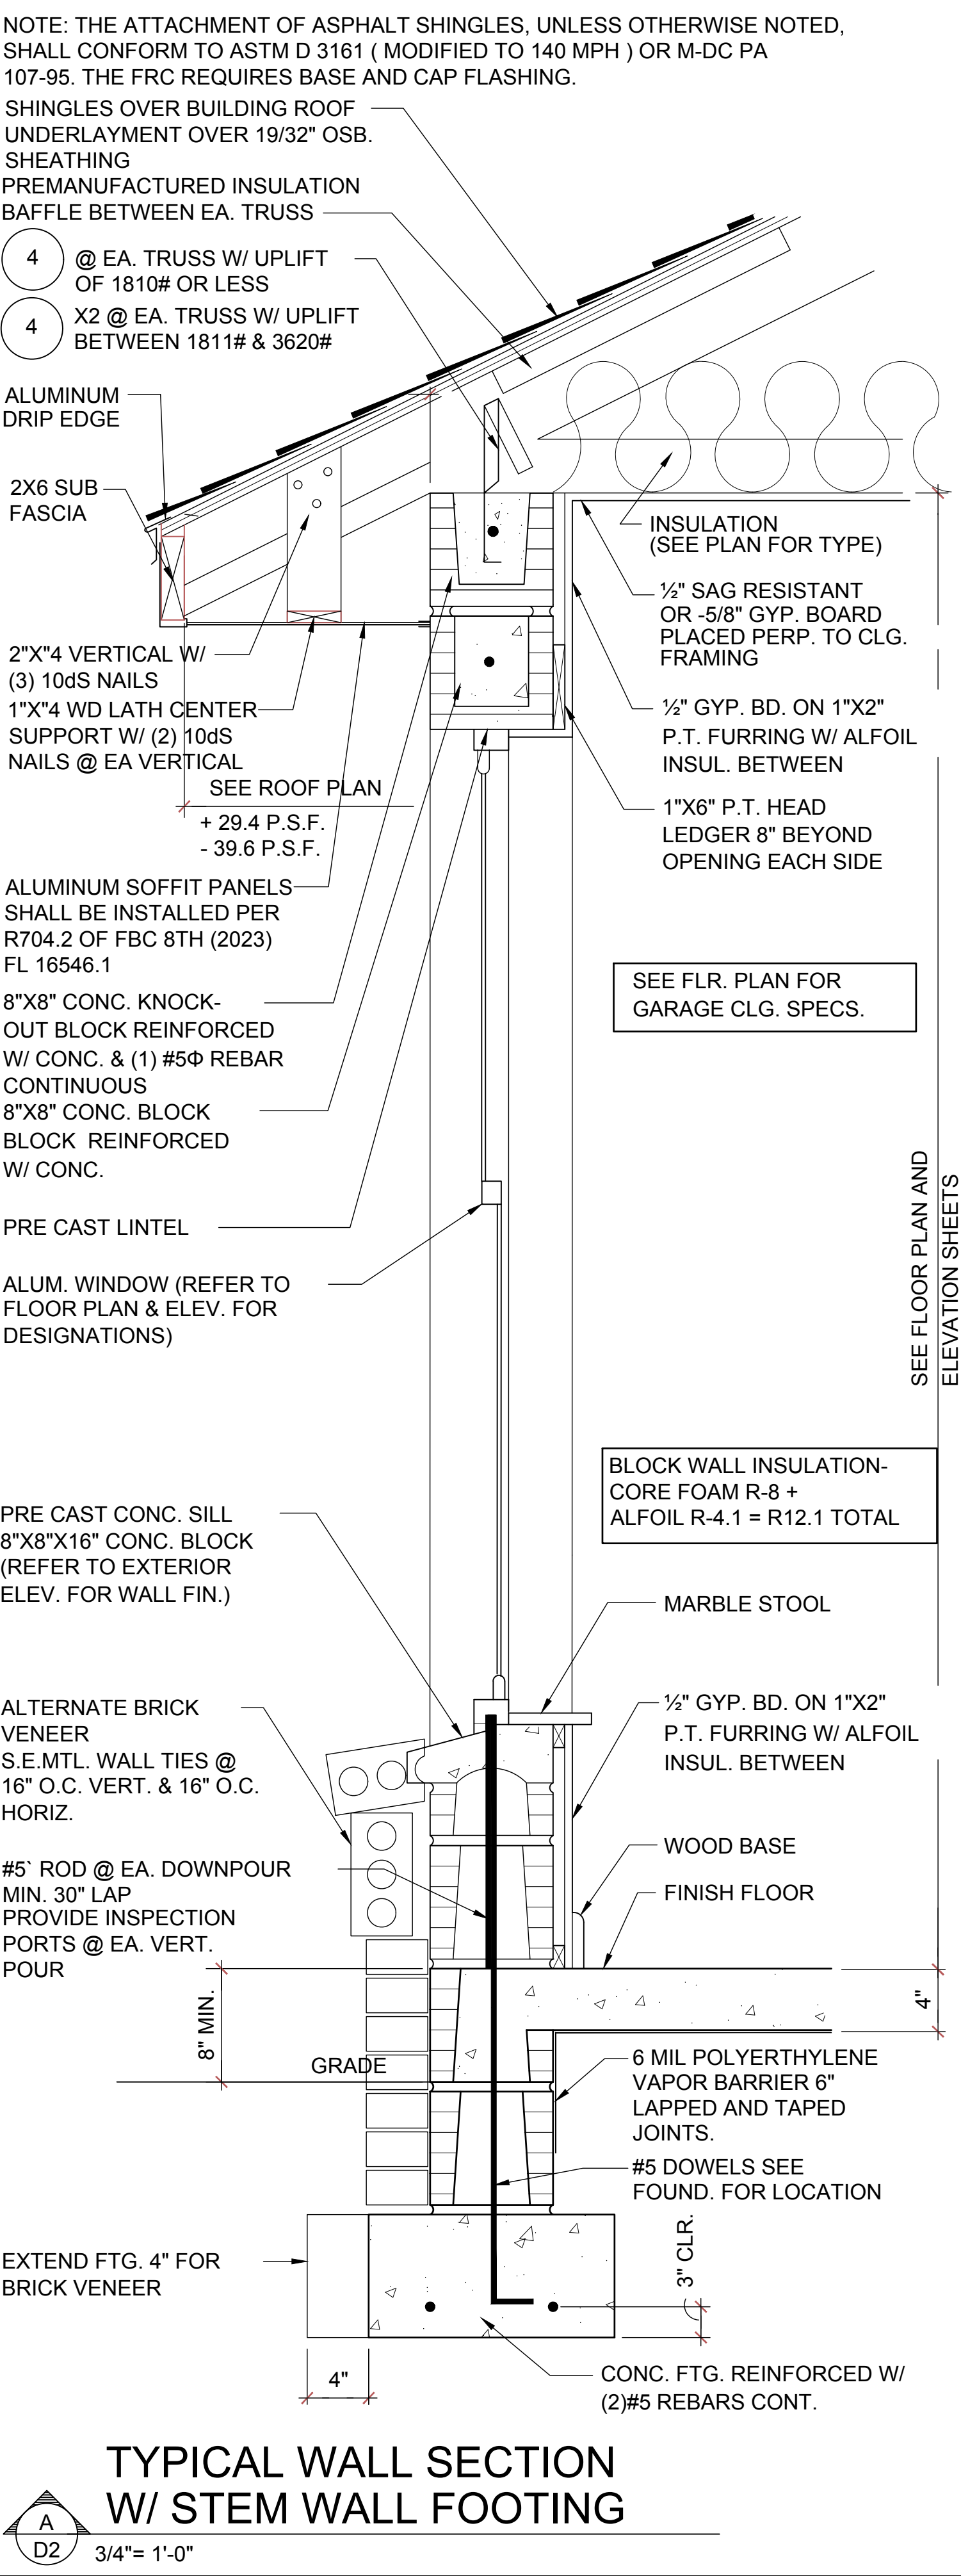 NOTE: THE ATTACHMENT OF ASPHALT SHINGLES, UNLESS OTHERWISE NOTED,
SHALL CONFORM TO ASTM D 3161 ( MODIFIED TO 140 MPH ) OR M-DC PA
107-95. THE FRC REQUIRES BASE AND CAP FLASHING.
SHINGLES OVER BUILDING ROOF
UNDERLAYMENT OVER 19/32" OSB.
SHEATHING
PREMANUFACTURED INSULATION
BAFFLE BETWEEN EA. TRUSS
4
@ EA. TRUSS W/ UPLIFT
OF 1810# OR LESS
4
X2 @ EA. TRUSS W/ UPLIFT
BETWEEN 1811# & 3620#
ALUMINUM
DRIP EDGE
2X6 SUB
FASCIA
INSULATION
(SEE PLAN FOR TYPE)
½" SAG RESISTANT
OR -5/8" GYP. BOARD
PLACED PERP. TO CLG.
FRAMING
2"X"4 VERTICAL W/
(3) 10dS NAILS
1"X"4 WD LATH CENTER
SUPPORT W/ (2) 10dS
NAILS @ EA VERTICAL
½" GYP. BD. ON 1"X2"
P.T. FURRING W/ ALFOIL
INSUL. BETWEEN
SEE ROOF PLAN
+ 29.4 P.S.F.
- 39.6 P.S.F.
1"X6" P.T. HEAD
LEDGER 8" BEYOND
OPENING EACH SIDE
ALUMINUM SOFFIT PANELS
SHALL BE INSTALLED PER
R704.2 OF FBC 8TH (2023)
FL 16546.1
SEE FLR. PLAN FOR
GARAGE CLG. SPECS.
8"X8" CONC. KNOCK-
OUT BLOCK REINFORCED
W/ CONC. & (1) #5Φ REBAR
CONTINUOUS
8"X8" CONC. BLOCK
BLOCK REINFORCED
W/ CONC.
PRE CAST LINTEL
SEE FLOOR PLAN AND
ELEVATION SHEETS
ALUM. WINDOW (REFER TO
FLOOR PLAN & ELEV. FOR
DESIGNATIONS)
BLOCK WALL INSULATION-
CORE FOAM R-8 +
ALFOIL R-4.1 = R12.1 TOTAL
PRE CAST CONC. SILL
8"X8"X16" CONC. BLOCK
(REFER TO EXTERIOR
ELEV. FOR WALL FIN.)
MARBLE STOOL
ALTERNATE BRICK
VENEER
S.E.MTL. WALL TIES @
16" O.C. VERT. & 16" O.C.
HORIZ.
½" GYP. BD. ON 1"X2"
P.T. FURRING W/ ALFOIL
INSUL. BETWEEN
WOOD BASE
#5` ROD @ EA. DOWNPOUR
MIN. 30" LAP
PROVIDE INSPECTION
PORTS @ EA. VERT.
POUR
FINISH FLOOR
8" MIN.
4"
GRADE
6 MIL POLYERTHYLENE
VAPOR BARRIER 6"
LAPPED AND TAPED
JOINTS.
#5 DOWELS SEE
FOUND. FOR LOCATION
EXTEND FTG. 4" FOR
BRICK VENEER
3" CLR.
4"
CONC. FTG. REINFORCED W/
(2)#5 REBARS CONT.
TYPICAL WALL SECTION
W/ STEM WALL FOOTING
A
D2
3/4"= 1'-0"